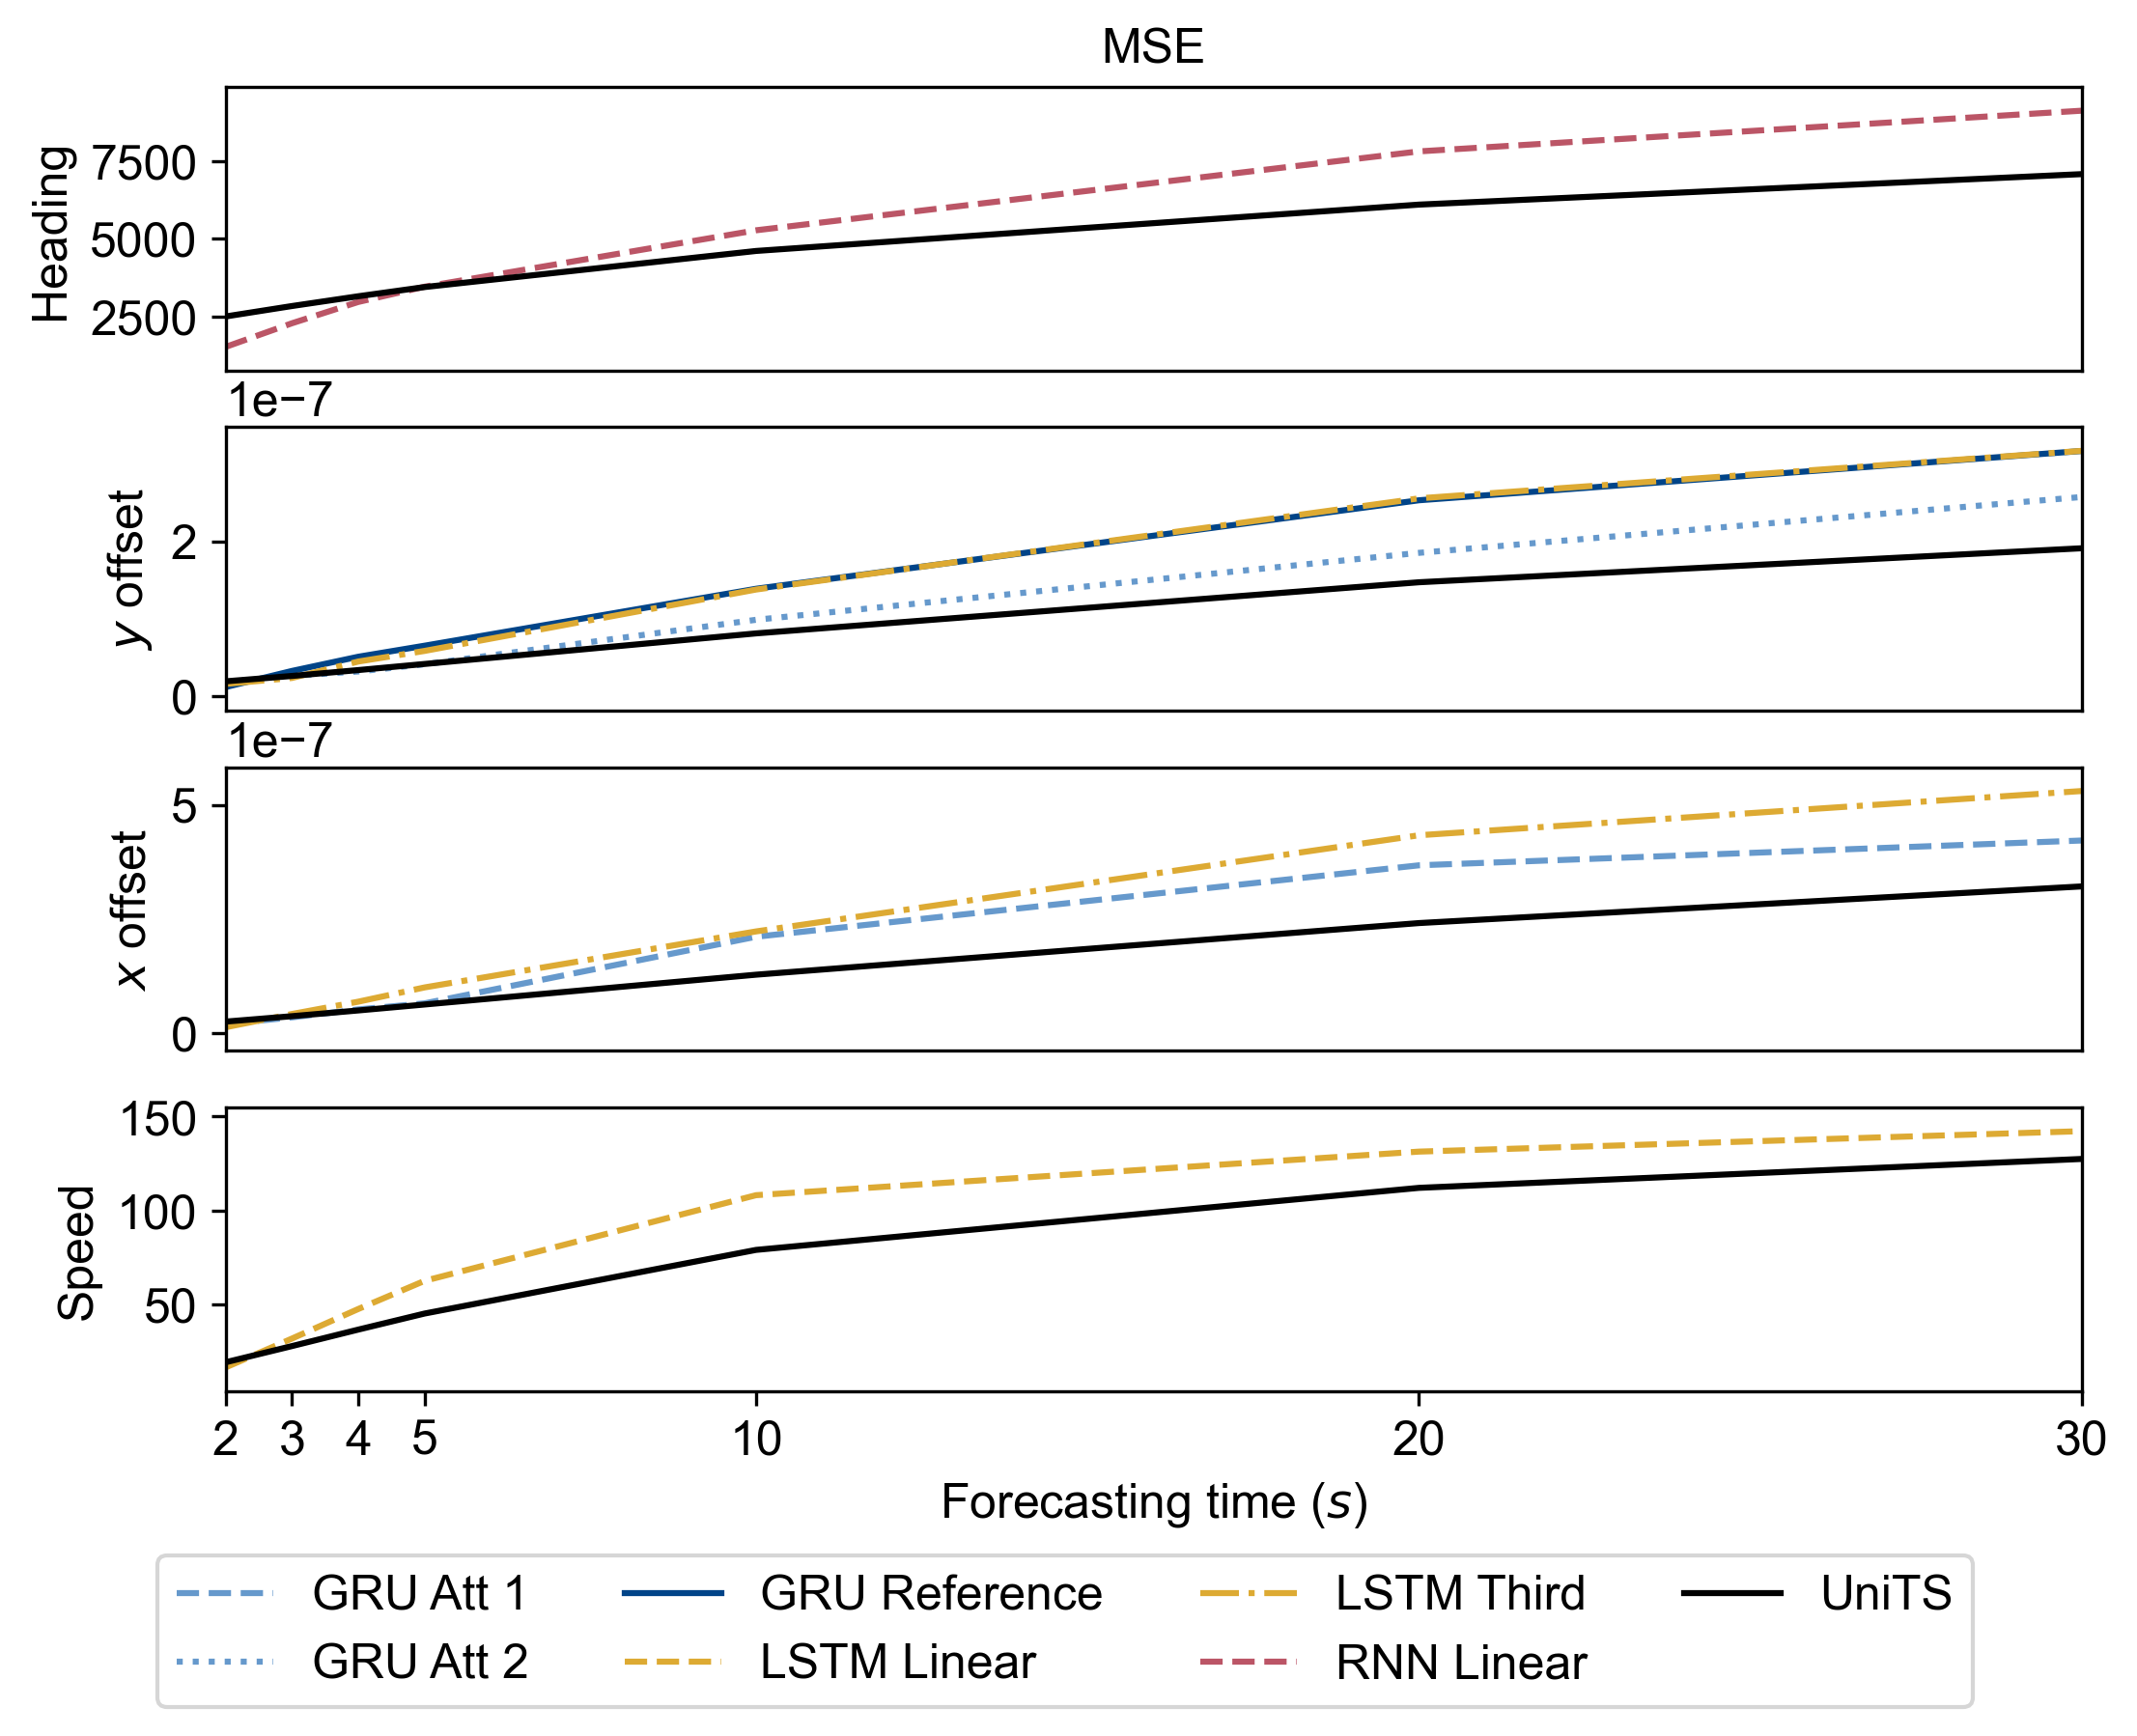 MSE
Heading
7500
5000
2500
1e−7
y offset
2
0
1e−7
x offset
5
0
Speed
150
100
50
2 3 4 5 10 20 30
Forecasting time (s)
GRU Att 1 GRU Reference LSTM Third UniTS
GRU Att 2 LSTM Linear RNN Linear